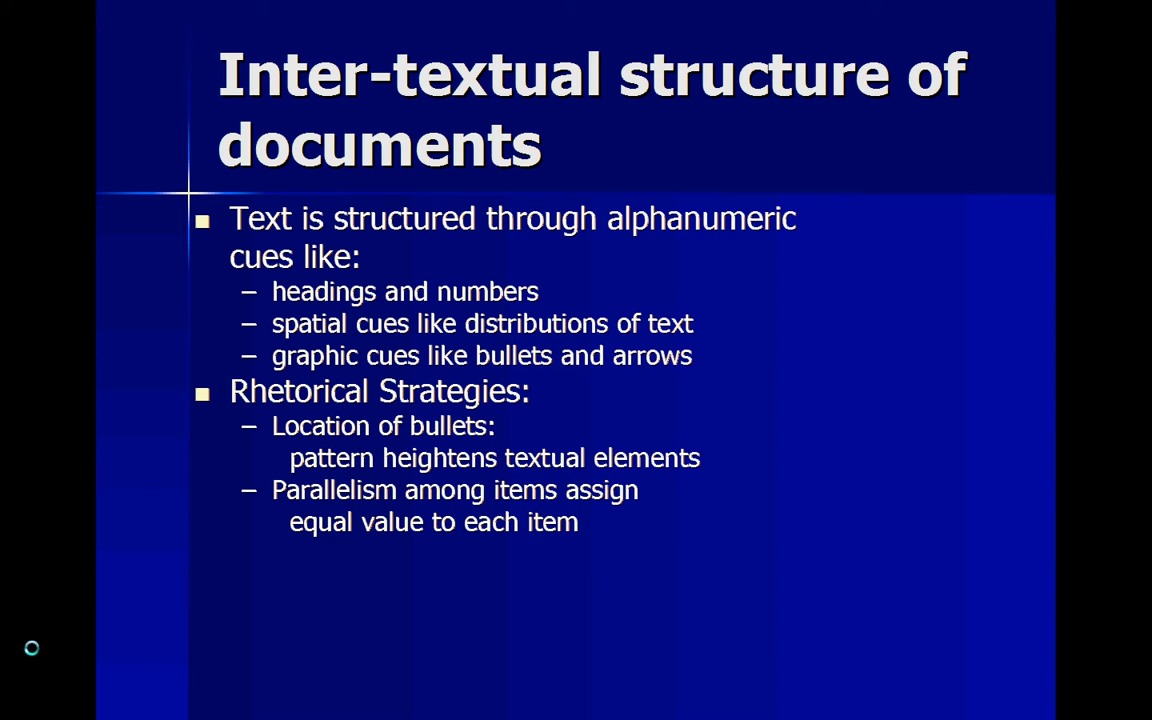 Inter-textual structure of
documents
Text is structured through alphanumeric
cues like:
– headings and numbers
– spatial cues like distributions of text
– graphic cues like bullets and arrows
Rhetorical Strategies:
– Location of bullets:
pattern heightens textual elements
– Parallelism among items assign
equal value to each item